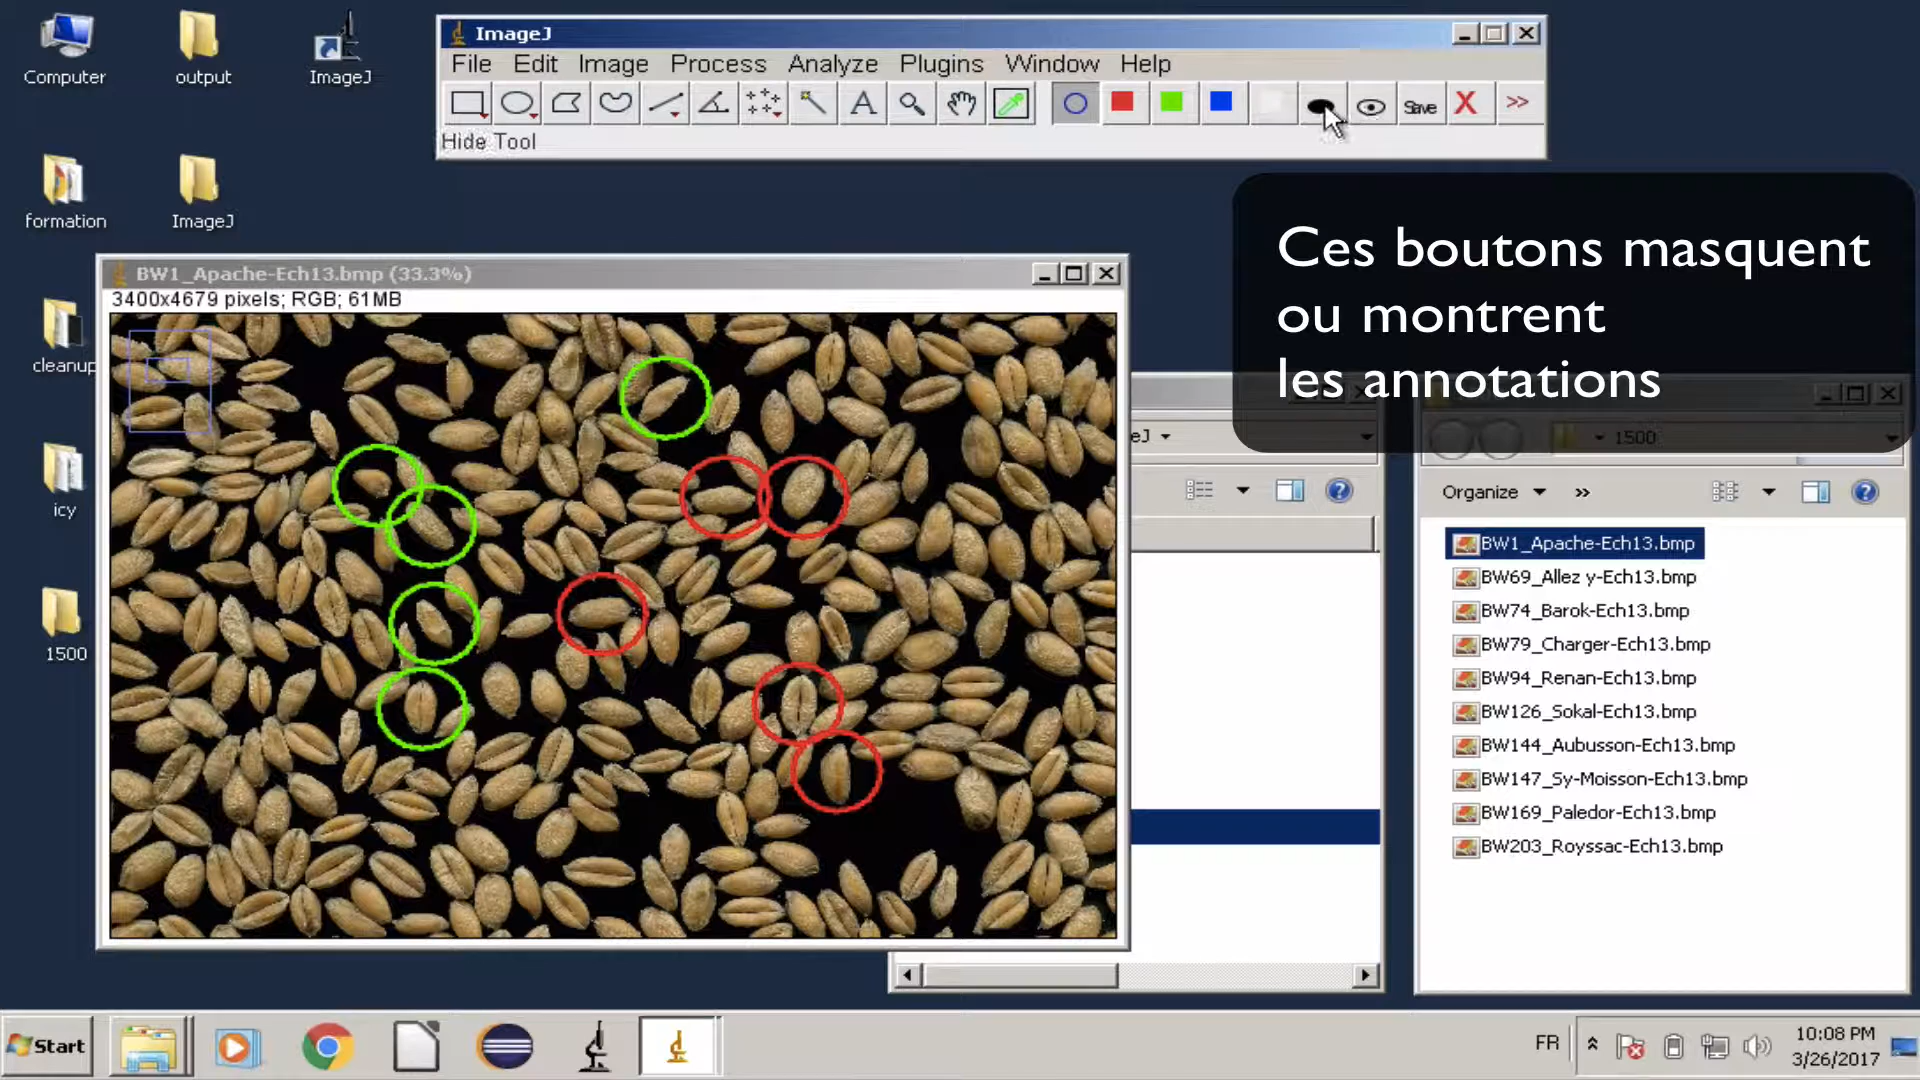 Computer
output
ImageJ
formation
ImageJ
cleanup
icy
1500
ImageJ
File Edit Image Process Analyze Plugins Window Help
A Save X >>
Hide Tool
Ces boutons masquent
ou montrent
les annotations
BW1_Apache-Ech13.bmp (33.3%)
3400x4679 pixels; RGB; 61MB
eJ
1500
Organize »
BW1_Apache-Ech13.bmp
BW69_Allez y-Ech13.bmp
BW74_Barok-Ech13.bmp
BW79_Charger-Ech13.bmp
BW94_Renan-Ech13.bmp
BW126_Sokal-Ech13.bmp
BW144_Aubusson-Ech13.bmp
BW147_Sy-Moisson-Ech13.bmp
BW169_Paledor-Ech13.bmp
BW203_Royssac-Ech13.bmp
Start
FR
10:08 PM
3/26/2017